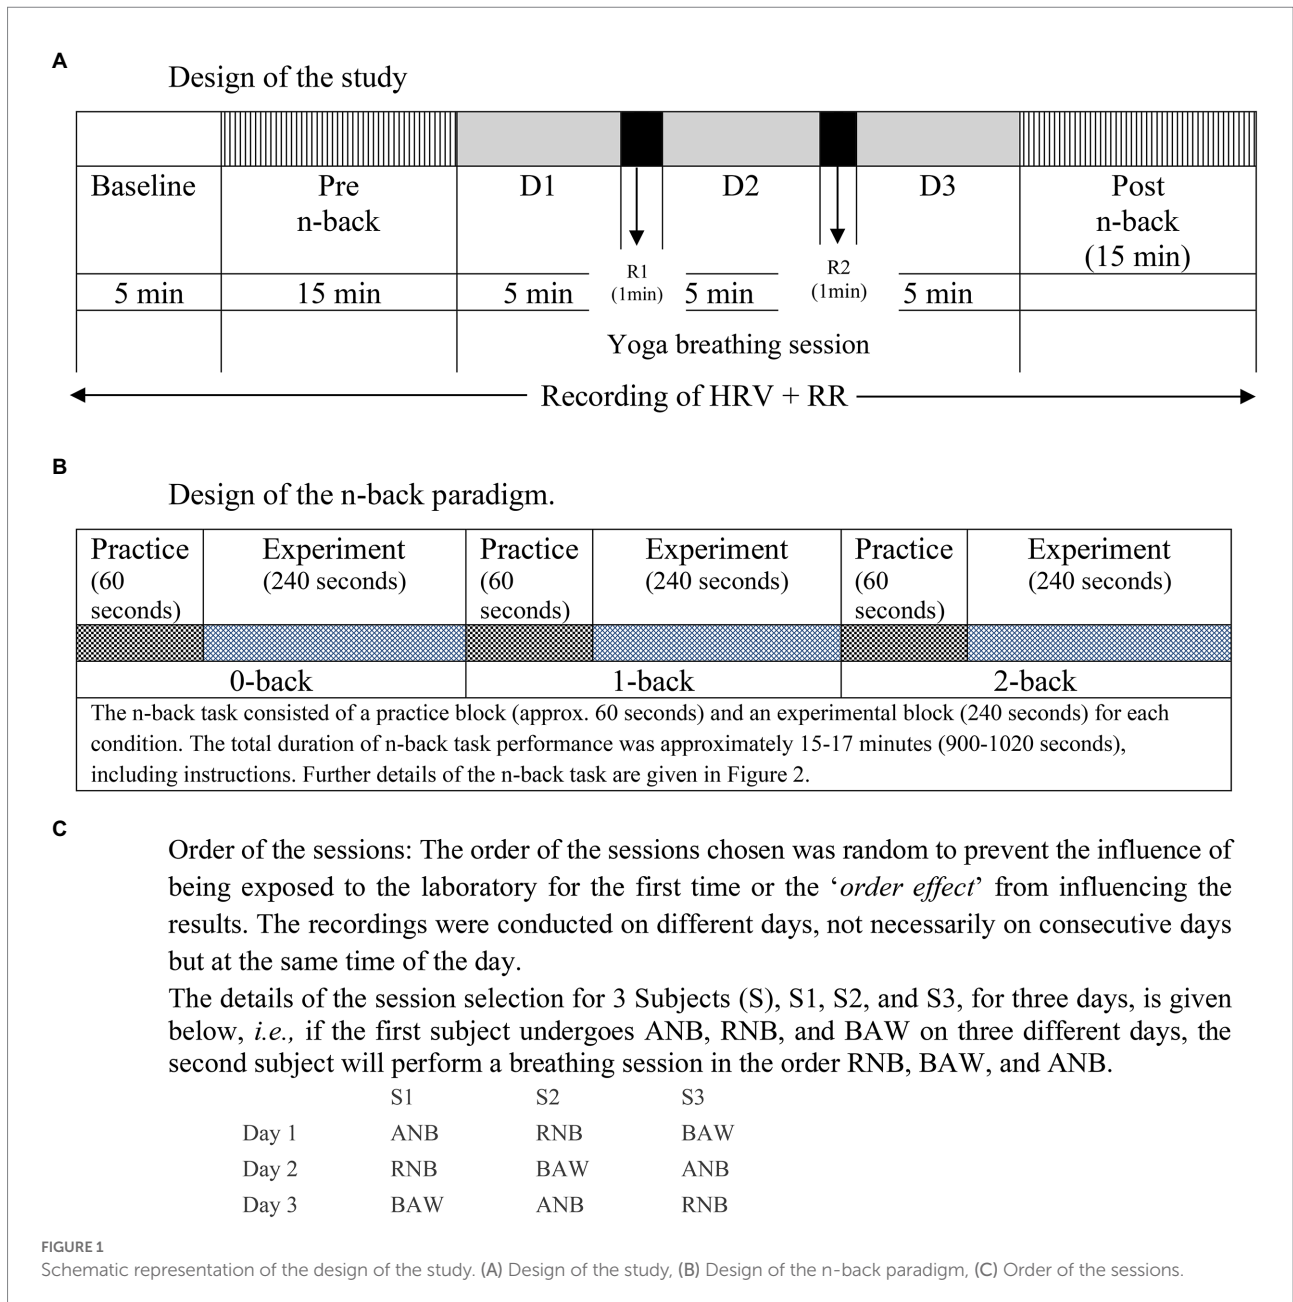 A
Design of the study
Baseline
Pre
n-back
D1
D2
D3
Post
n-back
(15 min)
R1
(1min)
R2
(1min)
5 min
15 min
5 min
5 min
5 min
Yoga breathing session
Recording of HRV + RR
B
Design of the n-back paradigm.
Practice
(60
seconds)
Experiment
(240 seconds)
Practice
(60
seconds)
Experiment
(240 seconds)
Practice
(60
seconds)
Experiment
(240 seconds)
0-back
1-back
2-back
The n-back task consisted of a practice block (approx. 60 seconds) and an experimental block (240 seconds) for each
condition. The total duration of n-back task performance was approximately 15-17 minutes (900-1020 seconds),
including instructions. Further details of the n-back task are given in Figure 2.
C
Order of the sessions: The order of the sessions chosen was random to prevent the influence of
being exposed to the laboratory for the first time or the ‘order effect’ from influencing the
results. The recordings were conducted on different days, not necessarily on consecutive days
but at the same time of the day.
The details of the session selection for 3 Subjects (S), S1, S2, and S3, for three days, is given
below, i.e., if the first subject undergoes ANB, RNB, and BAW on three different days, the
second subject will perform a breathing session in the order RNB, BAW, and ANB.
S1 S2 S3
Day 1 ANB RNB BAW
Day 2 RNB BAW ANB
Day 3 BAW ANB RNB
FIGURE 1
Schematic representation of the design of the study. (A) Design of the study, (B) Design of the n-back paradigm, (C) Order of the sessions.